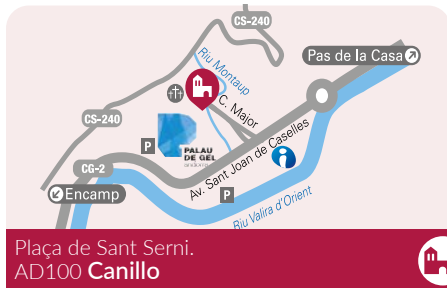 CS-240
Riu Montaup
Pas de la Casa
C. Major
CS-240
P
PALAU
DE GEL
Av. Sant Joan de Caselles
i
CG-2
Encamp
P
Riu Valira d'Orient
Plaça de Sant Serni.
AD100 Canillo